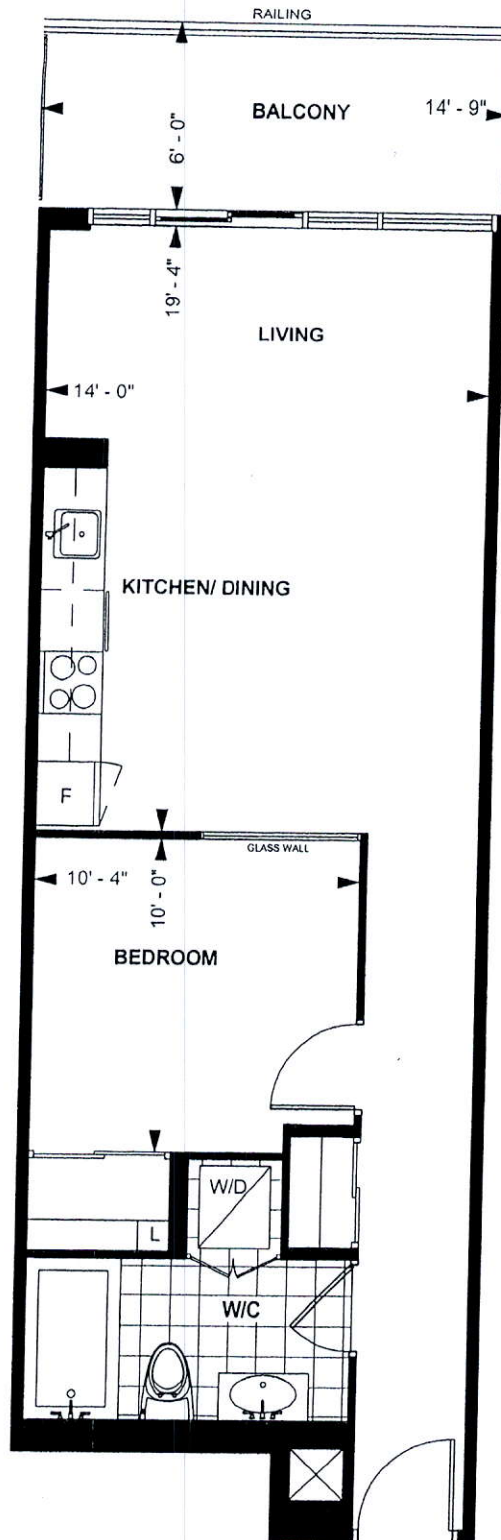 RAILING
BALCONY
14' - 9"
6' - 0"
19' - 4"
LIVING
14' - 0"
KITCHEN/ DINING
F
GLASS WALL
10' - 4"
10' - 0"
BEDROOM
W/D
L
W/C